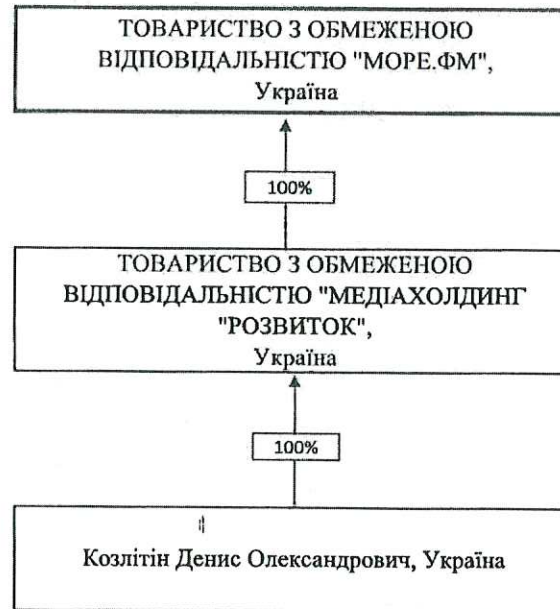 ТОВАРИСТВО З ОБМЕЖЕНОЮ
ВІДПОВІДАЛЬНІСТЮ "МОРЕ.ФМ",
Україна
100%
ТОВАРИСТВО З ОБМЕЖЕНОЮ
ВІДПОВІДАЛЬНІСТЮ "МЕДІАХОЛДИНГ
"РОЗВИТОК",
Україна
100%
Козлітін Денис Олександрович, Україна